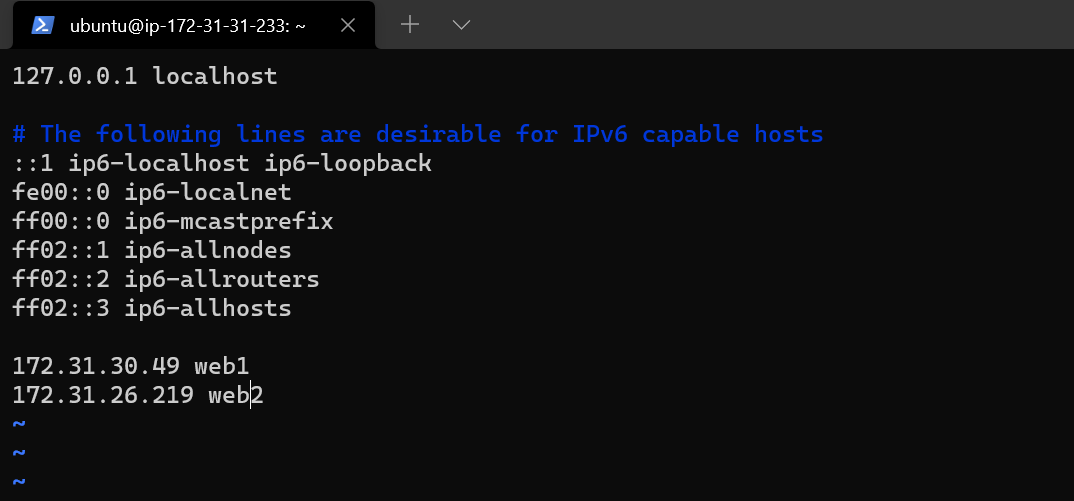 ubuntu@ip-172-31-31-233: ~
127.0.0.1 localhost
# The following lines are desirable for IPv6 capable hosts
::1 ip6-localhost ip6-loopback
fe00::0 ip6-localnet
ff00::0 ip6-mcastprefix
ff02::1 ip6-allnodes
ff02::2 ip6-allrouters
ff02::3 ip6-allhosts
172.31.30.49 web1
172.31.26.219 web2
~
~
~